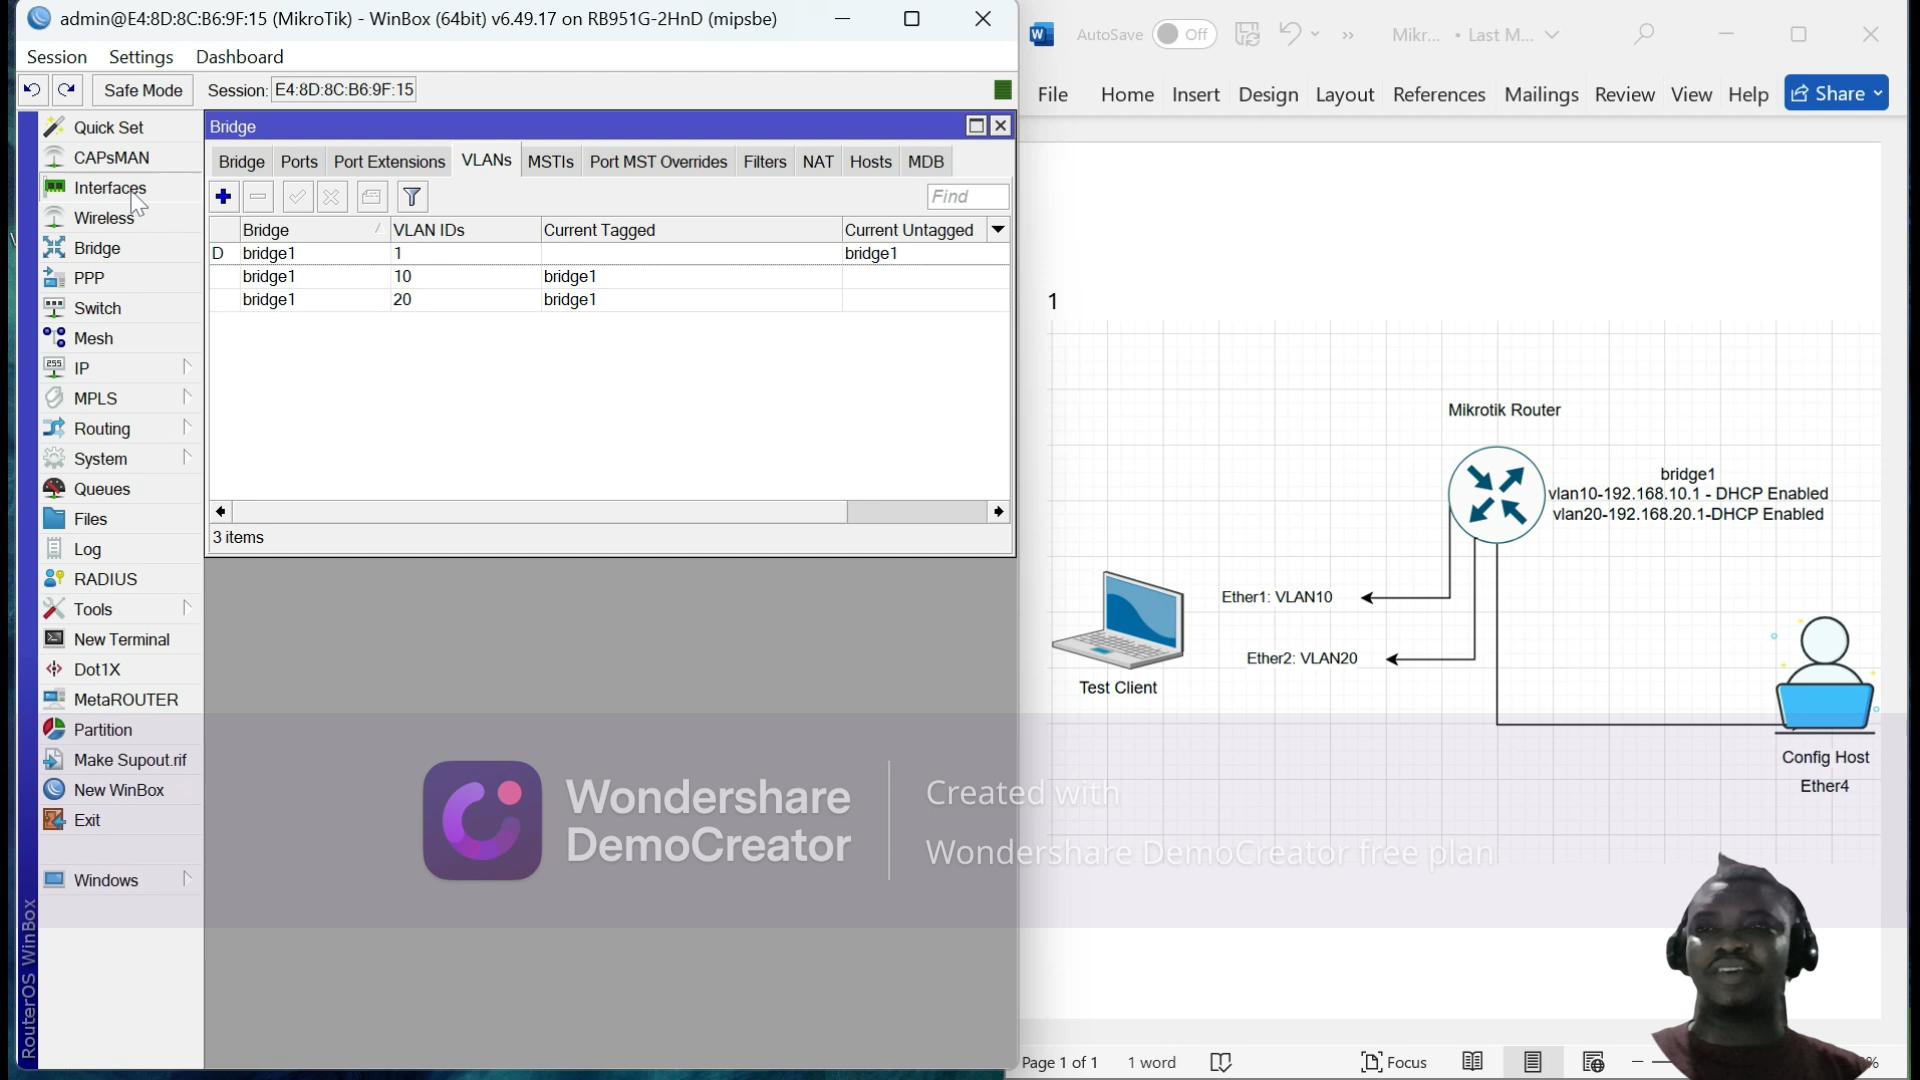 admin@E4:8D:8C:B6:9F:15 (MikroTik) - WinBox (64bit) v6.49.17 on RB951G-2HnD (mipsbe)
Session Settings Dashboard
Safe Mode Session: E4:8D:8C:B6:9F:15
Quick Set
CAPsMAN
Interfaces
Wireless
Bridge
PPP
Switch
Mesh
IP
MPLS
Routing
System
Queues
Files
Log
RADIUS
Tools
New Terminal
Dot1X
MetaROUTER
Partition
Make Supout.rif
New WinBox
Exit
Windows
RouterOS WinBox
Bridge
Bridge Ports Port Extensions VLANs MSTIs Port MST Overrides Filters NAT Hosts MDB
Find
Bridge VLAN IDs Current Tagged Current Untagged
D bridge1 1 bridge1
bridge1 10 bridge1
bridge1 20 bridge1
3 items
AutoSave Off Mikr... • Last M...
File Home Insert Design Layout References Mailings Review View Help Share
1
Mikrotik Router
bridge1
vlan10-192.168.10.1 - DHCP Enabled
vlan20-192.168.20.1-DHCP Enabled
Ether1: VLAN10
Ether2: VLAN20
Test Client
Config Host
Ether4
Wondershare
DemoCreator
Created with
Wondershare DemoCreator free plan
Page 1 of 1 1 word Focus